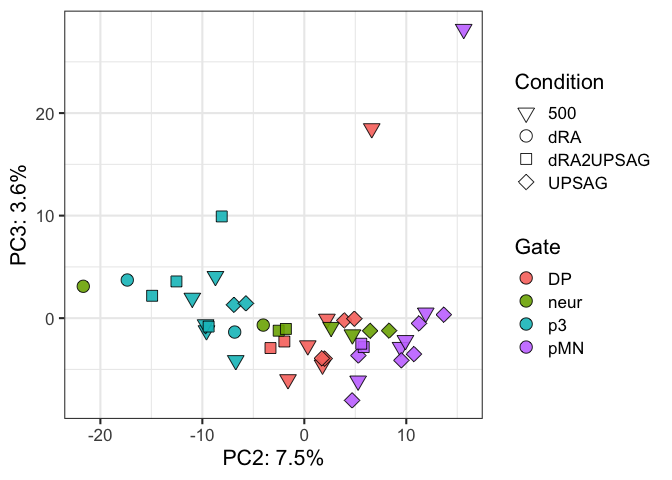 20
10
0
-20
-10
0
10
PC2: 7.5%
PC3: 3.6%
Condition
500
dRA
dRA2UPSAG
UPSAG
Gate
DP
neur
p3
pMN